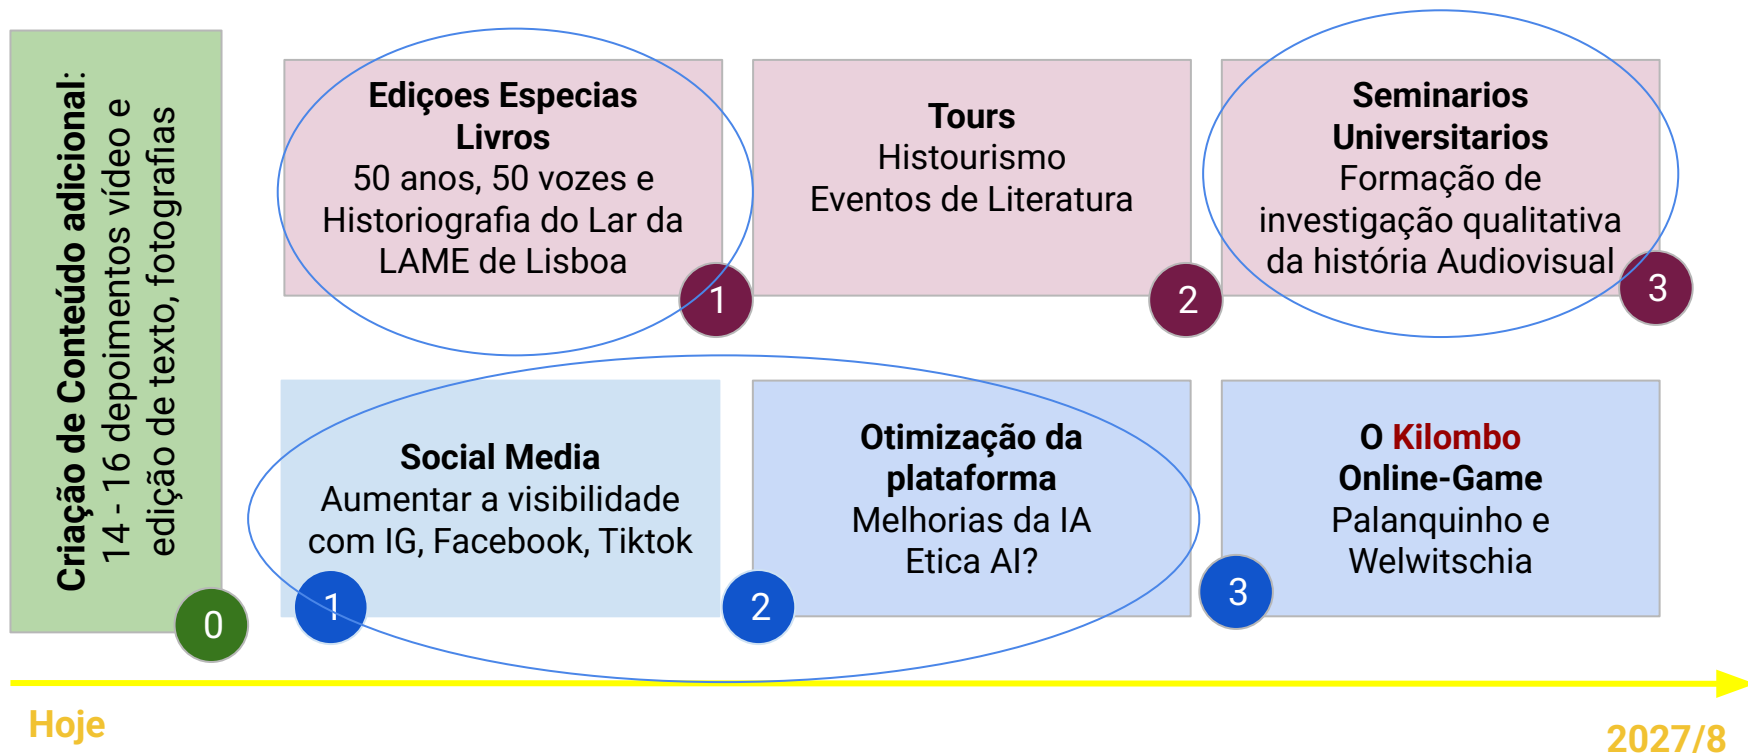 Criação de Conteúdo adicional:
14 - 16 depoimentos vídeo e
edição de texto, fotografias
0
Ediçoes Especias
Livros
50 anos, 50 vozes e
Historiografia do Lar da
LAME de Lisboa
1
Tours
Histourismo
Eventos de Literatura
2
Seminarios
Universitarios
Formação de
investigação qualitativa
da história Audiovisual
3
Social Media
Aumentar a visibilidade
com IG, Facebook, Tiktok
1
Otimização da
plataforma
Melhorias da IA
Etica AI?
2
O Kilombo
Online-Game
Palanquinho e
Welwitschia
3
Hoje
2027/8